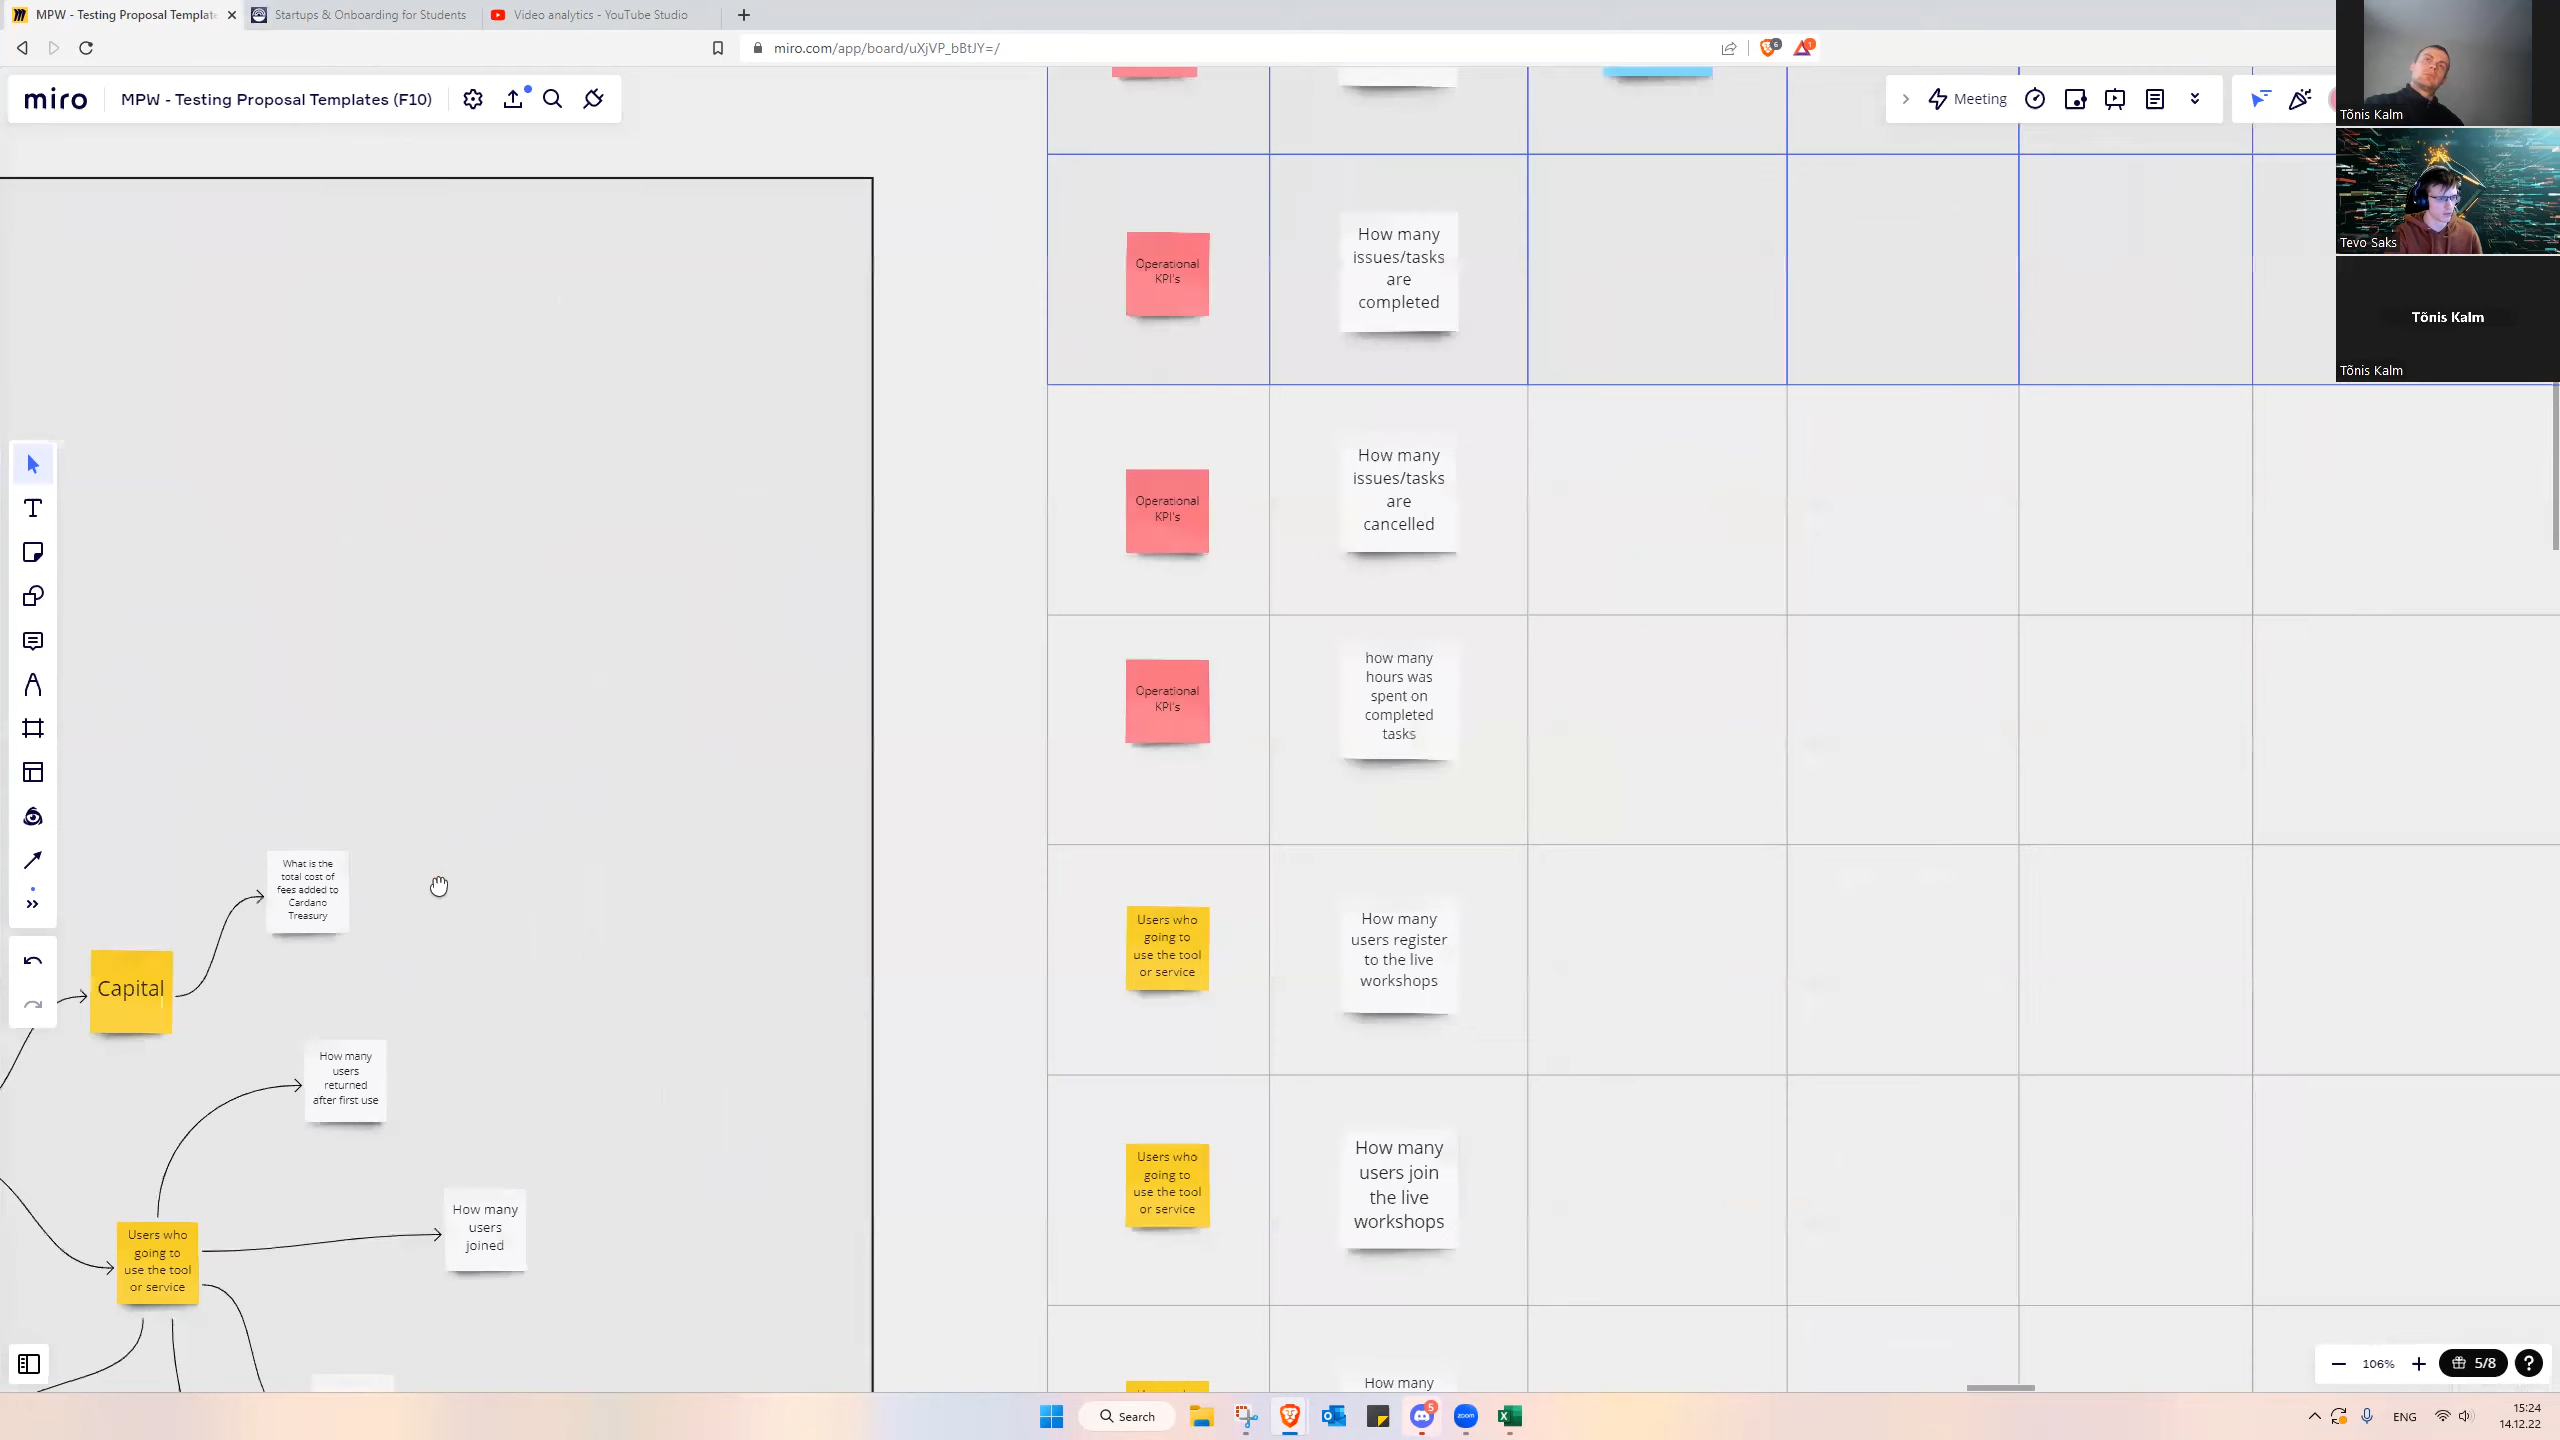 MPW - Testing Proposal Template
Startups & Onboarding for Students
Video analytics - YouTube Studio
miro.com/app/board/uXjVP_bBtJY=/
6
1
miro
MPW - Testing Proposal Templates (F10)
Meeting
Tõnis Kalm
Tevo Saks
Tõnis Kalm
Tõnis Kalm
Operational
KPI's
How many
issues/tasks
are
completed
Operational
KPI's
How many
issues/tasks
are
cancelled
Operational
KPI's
how many
hours was
spent on
completed
tasks
Users who
going to
use the tool
or service
How many
users register
to the live
workshops
Users who
going to
use the tool
or service
How many
users join
the live
workshops
How many
What is the
total cost of
fees added to
Cardano
Treasury
Capital
How many
users
returned
after first use
How many
users
joined
Users who
going to
use the tool
or service
106%
5/8
?
Search
5
zoom
ENG
15:24
14.12.22